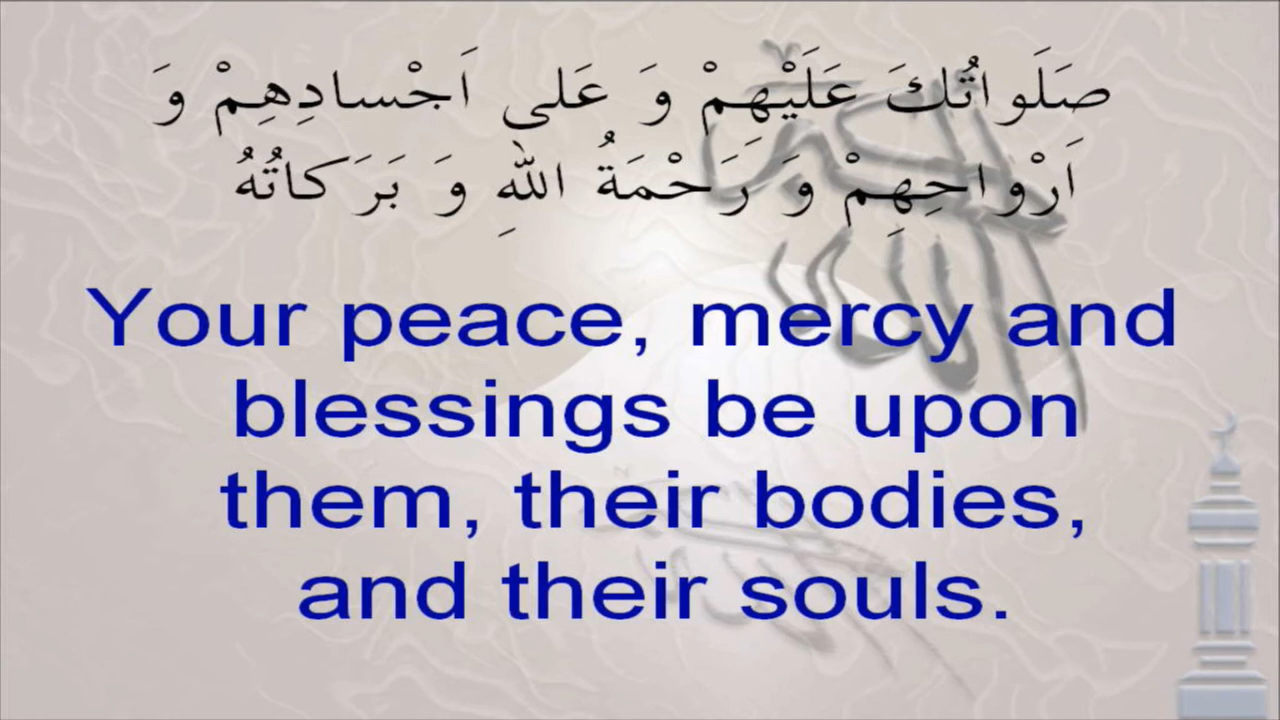 صَلَواتُكَ عَلَيْهِمْ وَ عَلى اَجْسادِهِمْ وَ
اَرْواحِهِمْ وَ رَحْمَةُ اللهِ وَ بَرَكاتُهُ
Your peace, mercy and
blessings be upon
them, their bodies,
and their souls.